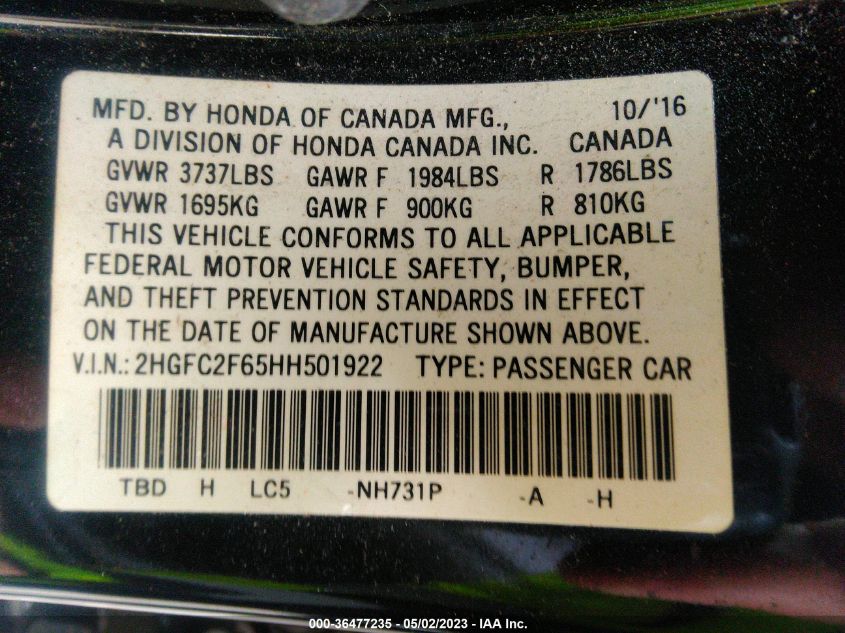 MFD. BY HONDA OF CANADA MFG., 10/'16
A DIVISION OF HONDA CANADA INC. CANADA
GVWR 3737LBS GAWR F 1984LBS R 1786LBS
GVWR 1695KG GAWR F 900KG R 810KG
THIS VEHICLE CONFORMS TO ALL APPLICABLE
FEDERAL MOTOR VEHICLE SAFETY, BUMPER,
AND THEFT PREVENTION STANDARDS IN EFFECT
ON THE DATE OF MANUFACTURE SHOWN ABOVE.
V.I.N.: 2HGFC2F65HH501922 TYPE: PASSENGER CAR
TBD H LC5 -NH731P -A -H
000-36477235 - 05/02/2023 - IAA Inc.